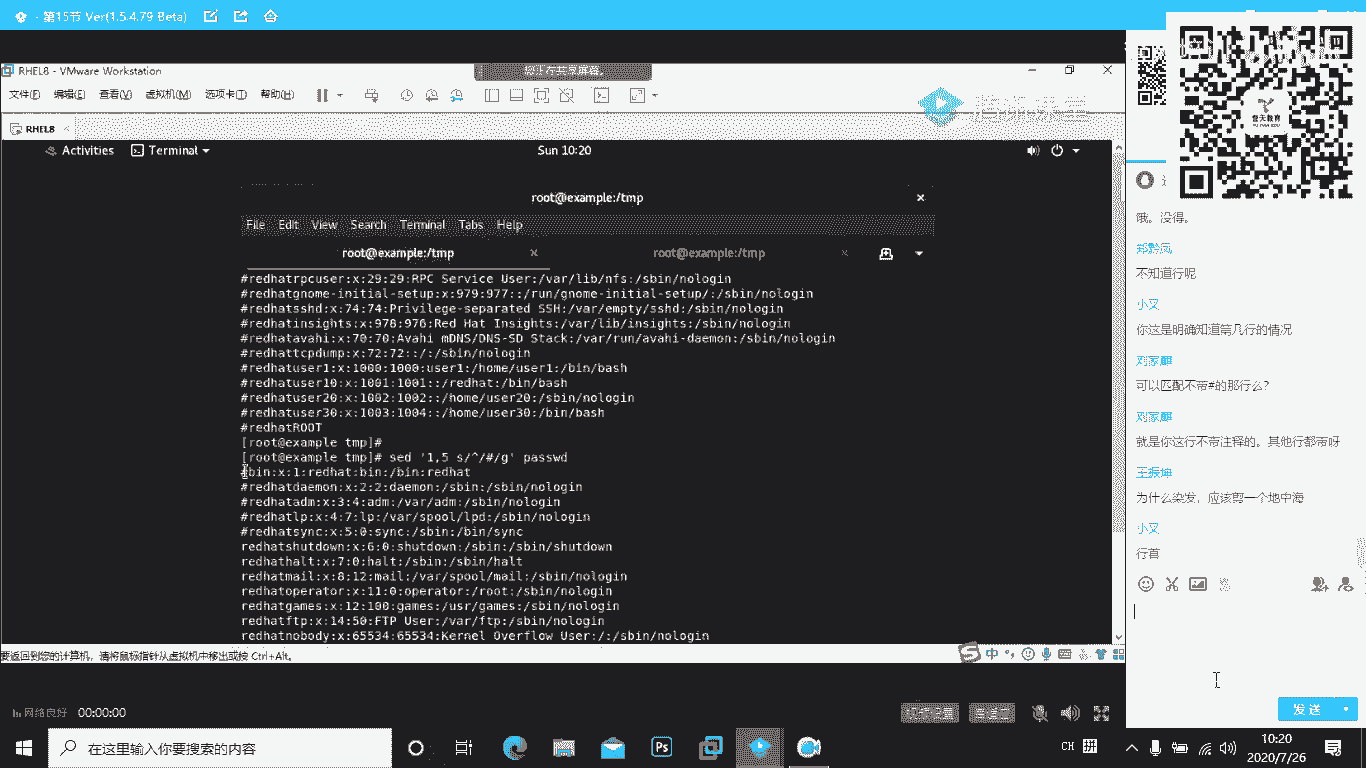 · 第15节 Ver(1.5.4.79 Beta)
RHEL8 - VMware Workstation
文件(F) 编辑(E) 查看(V) 虚拟机(M) 选项卡(T) 帮助(H)
RHEL8
Activities Terminal Sun 10:20
root@example:/tmp
File Edit View Search Terminal Tabs Help
root@example:/tmp root@example:/tmp
#redhatrpcuser:x:29:29:RPC Service User:/var/lib/nfs:/sbin/nologin
#redhatgnome-initial-setup:x:979:977::/run/gnome-initial-setup/:/sbin/nologin
#redhatsshd:x:74:74:Privilege-separated SSH:/var/empty/sshd:/sbin/nologin
#redhatinsights:x:978:976:Red Hat Insights:/var/lib/insights:/sbin/nologin
#redhatavahi:x:70:70:Avahi mDNS/DNS-SD Stack:/var/run/avahi-daemon:/sbin/nologin
#redhattcpdump:x:72:72::/:/sbin/nologin
#redhatuser1:x:1000:1000:user1:/home/user1:/bin/bash
#redhatuser10:x:1001:1001::/redhat:/bin/bash
#redhatuser20:x:1002:1002::/home/user20:/sbin/nologin
#redhatuser30:x:1003:1004::/home/user30:/bin/bash
#redhatROOT
[root@example tmp]#
[root@example tmp]# sed '1,5 s/^/#/g' passwd
#bin:x:1:redhat:bin:/bin:redhat
#redhatdaemon:x:2:2:daemon:/sbin:/sbin/nologin
#redhatadm:x:3:4:adm:/var/adm:/sbin/nologin
#redhatlp:x:4:7:lp:/var/spool/lpd:/sbin/nologin
#redhatsync:x:5:0:sync:/sbin:/bin/sync
redhatshutdown:x:6:0:shutdown:/sbin:/sbin/shutdown
redhathalt:x:7:0:halt:/sbin:/sbin/halt
redhatmail:x:8:12:mail:/var/spool/mail:/sbin/nologin
redhatoperator:x:11:0:operator:/root:/sbin/nologin
redhatgames:x:12:100:games:/usr/games:/sbin/nologin
redhatftp:x:14:50:FTP User:/var/ftp:/sbin/nologin
redhatnobody:x:65534:65534:Kernel Overflow User:/:/sbin/nologin
要返回到您的计算机，请将鼠标指针从虚拟机中移出或按 Ctrl+Alt。
中
网络良好 00:00:00
誉天教育
哦。没得。
郑黔凤
不知道行呢
小又
你这是明确知道第几行的情况
刘家麒
可以匹配不带#的那行么?
刘家麒
就是你这行不带注释的。其他行都带呀
王振坤
为什么染发，应该剪一个地中海
小又
行首
发 送
在这里输入你要搜索的内容
Ps
CH 拼
10:20
2020/7/26